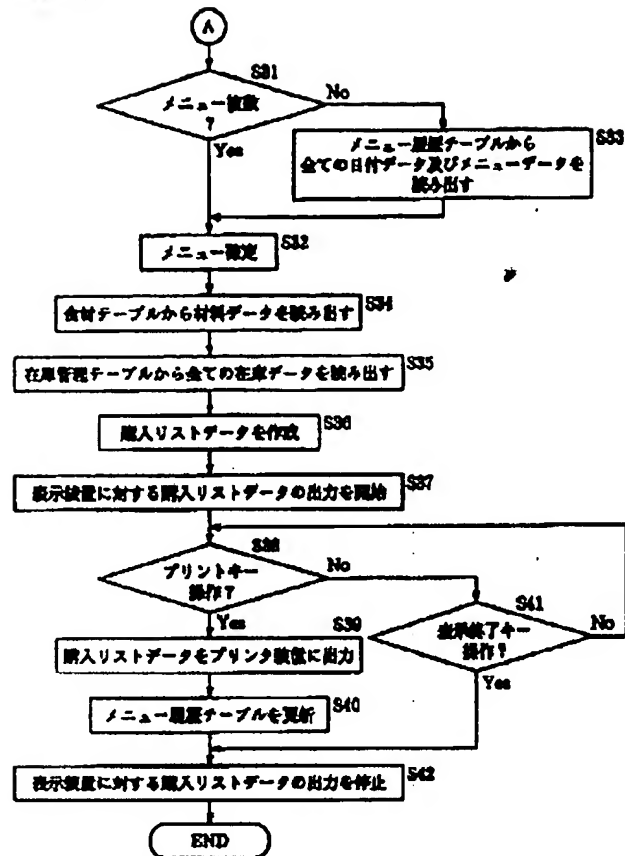 A
S31
メニュー複数
?
No
Yes
メニュー履歴テーブルから
全ての日付データ及びメニューデータを
読み出す
S33
メニュー確定
S32
食材テーブルから材料データを読み出す
S34
在庫管理テーブルから全ての在庫データを読み出す
S35
購入リストデータを作成
S36
表示装置に対する購入リストデータの出力を開始
S37
S38
プリントキー
操作?
No
Yes
S41
表示終了キー
操作?
No
Yes
S39
購入リストデータをプリンタ装置に出力
メニュー履歴テーブルを更新
S40
表示装置に対する購入リストデータの出力を停止
S42
END